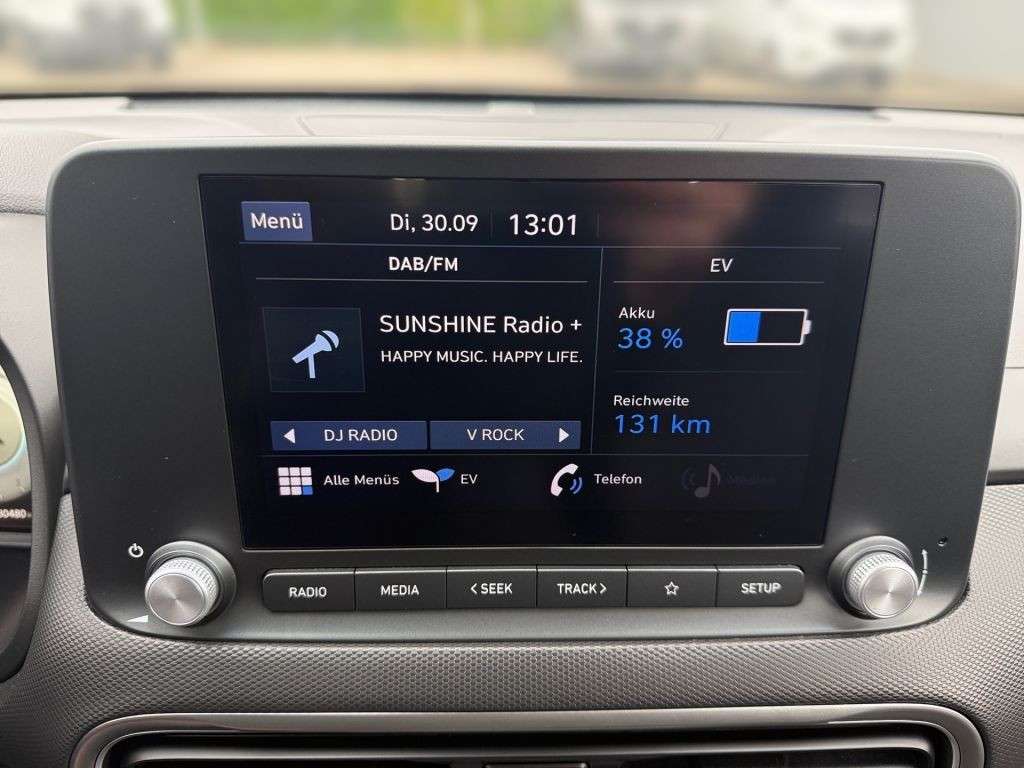 Menü
Di, 30.09
13:01
DAB/FM
EV
SUNSHINE Radio +
HAPPY MUSIC. HAPPY LIFE.
Akku
38 %
Reichweite
131 km
DJ RADIO
V ROCK
Alle Menüs
EV
Telefon
Medien
RADIO
MEDIA
< SEEK
TRACK >
SETUP